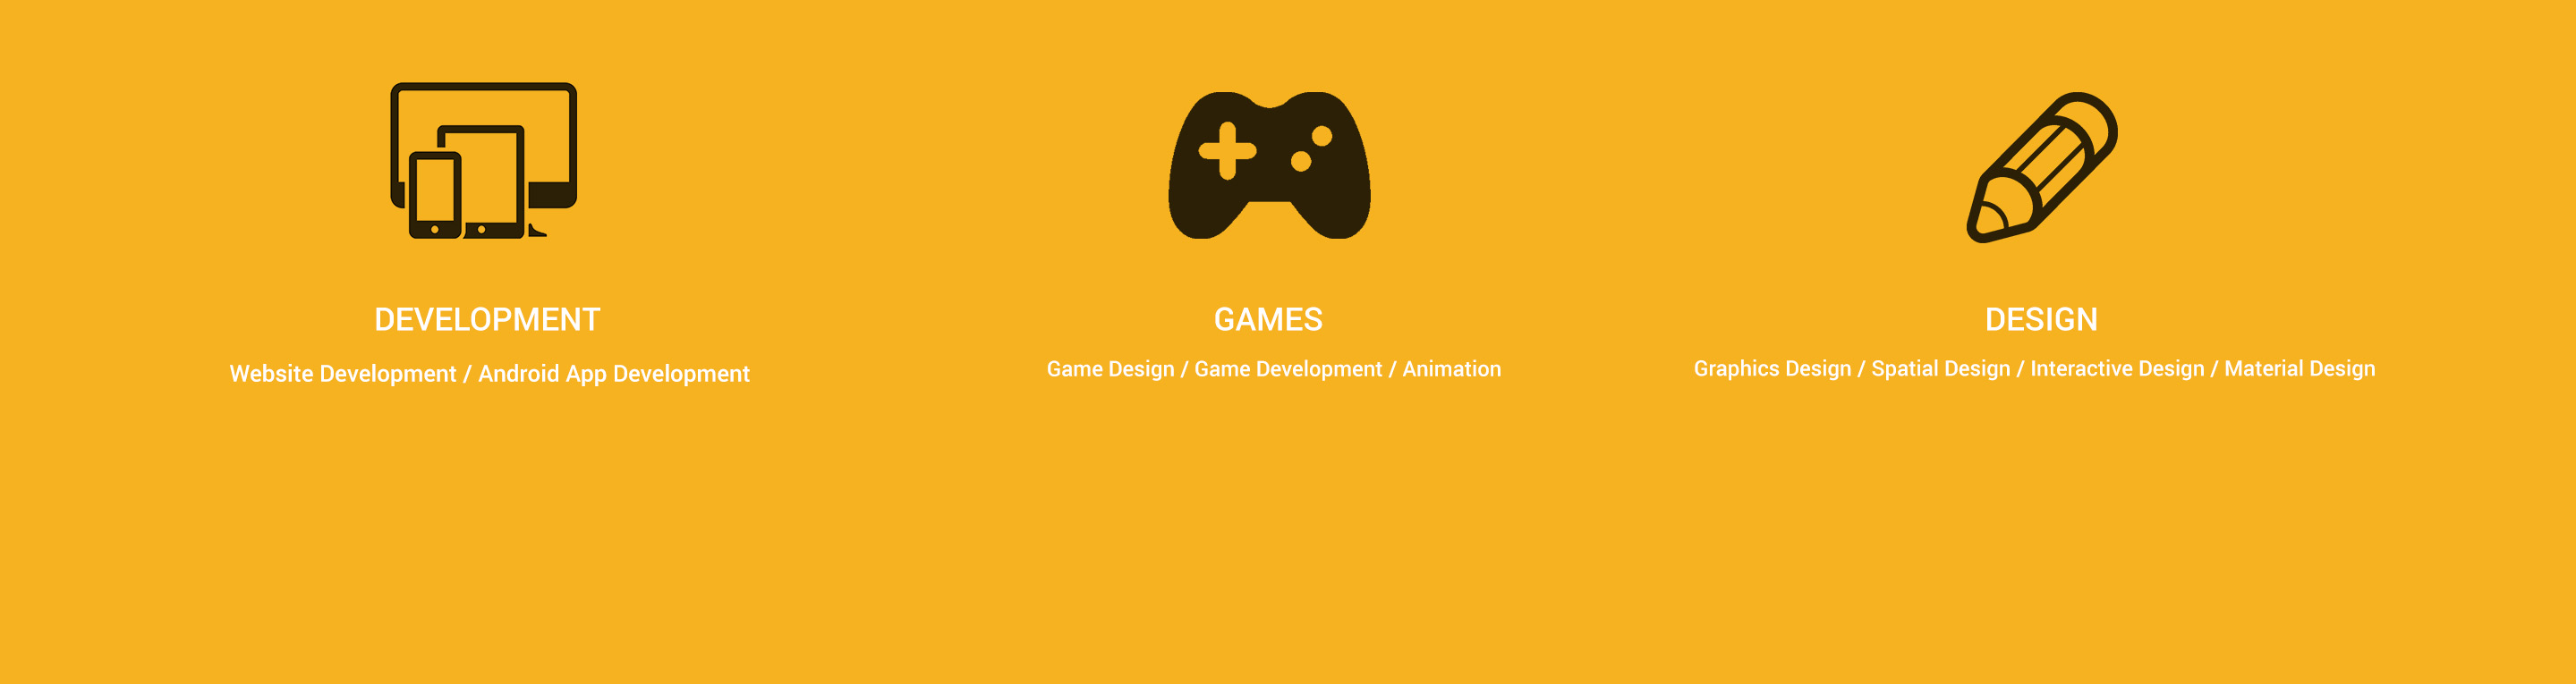 DEVELOPMENT
Website Development / Android App Development
GAMES
Game Design / Game Development / Animation
DESIGN
Graphics Design / Spatial Design / Interactive Design / Material Design